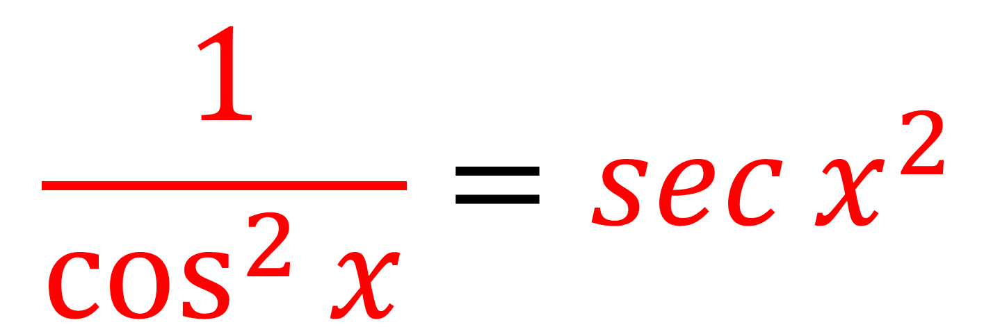 1/cos² x = sec x²